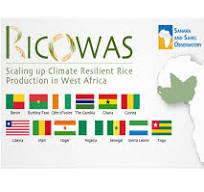 RICOWAS
Scaling up Climate Resilient Rice
Production in West Africa
SAHARA
AND SAHEL
OBSERVATORY
Benin Burkina Faso Côte d'Ivoire The Gambia Ghana Guinea
Liberia Mali Niger Nigeria Senegal Sierra Leone Togo